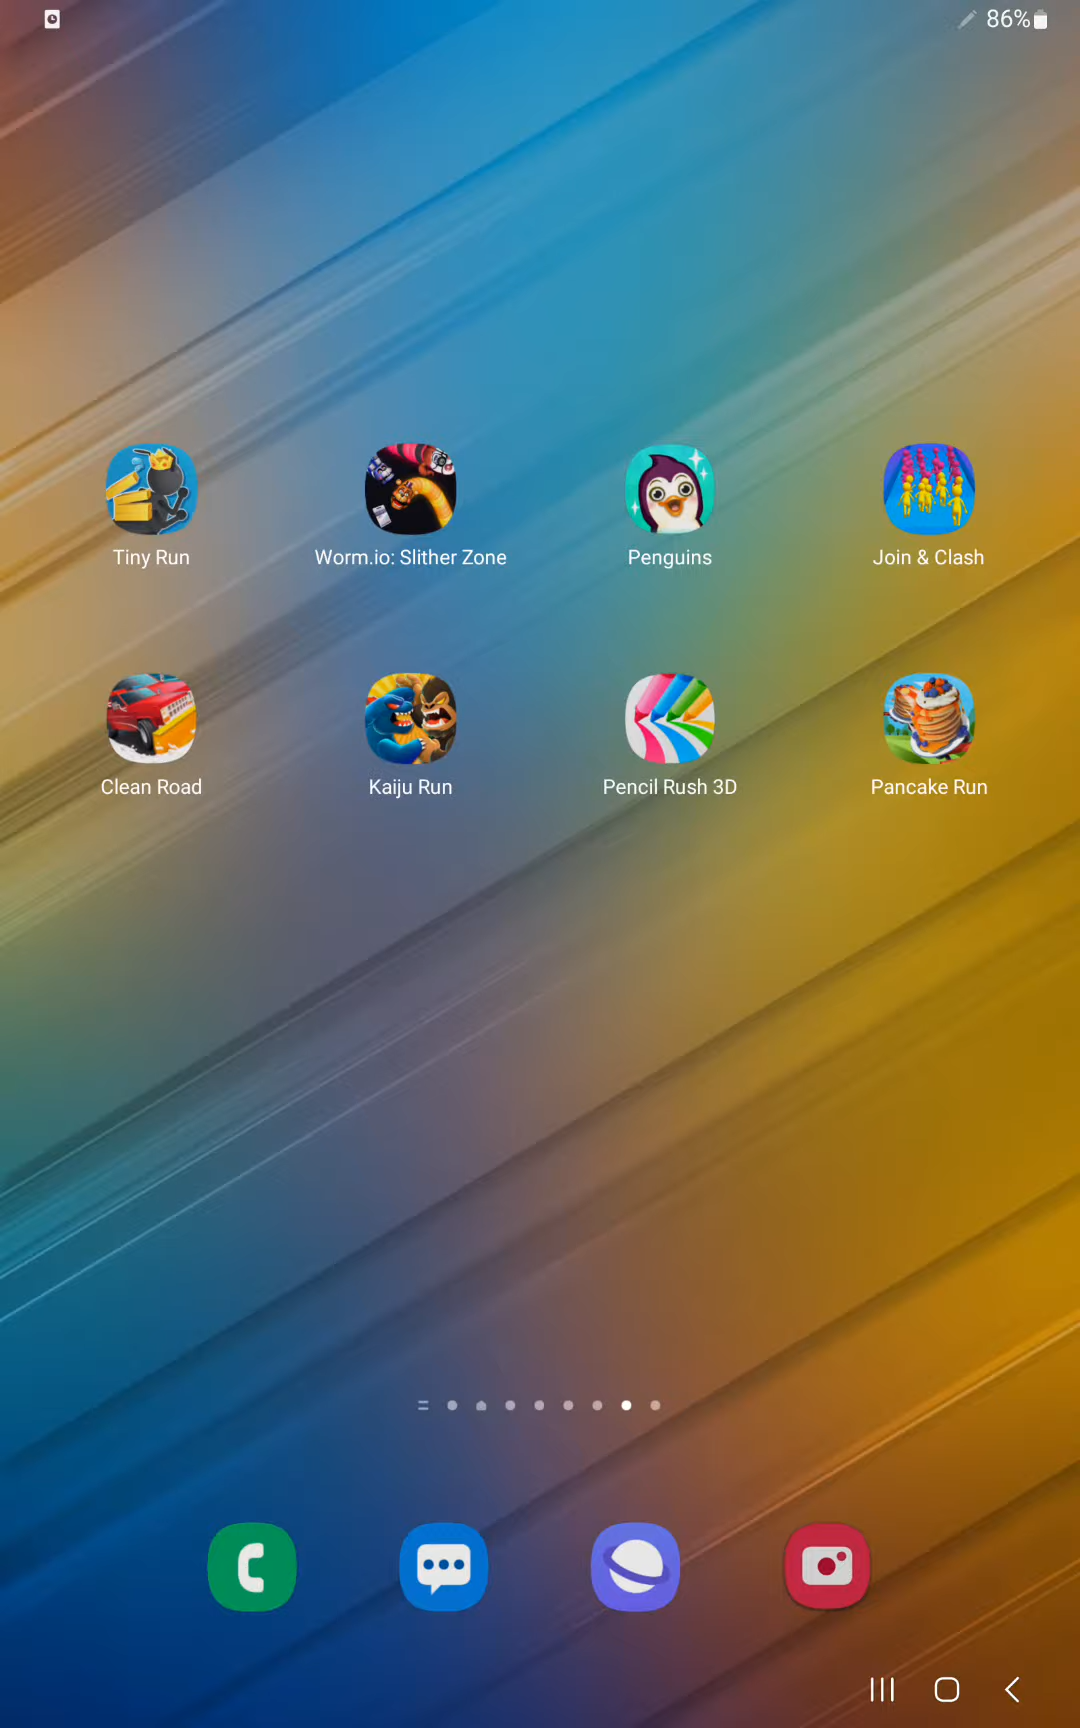 86%
Tiny Run
Worm.io: Slither Zone
Penguins
Join & Clash
Clean Road
Kaiju Run
Pencil Rush 3D
Pancake Run